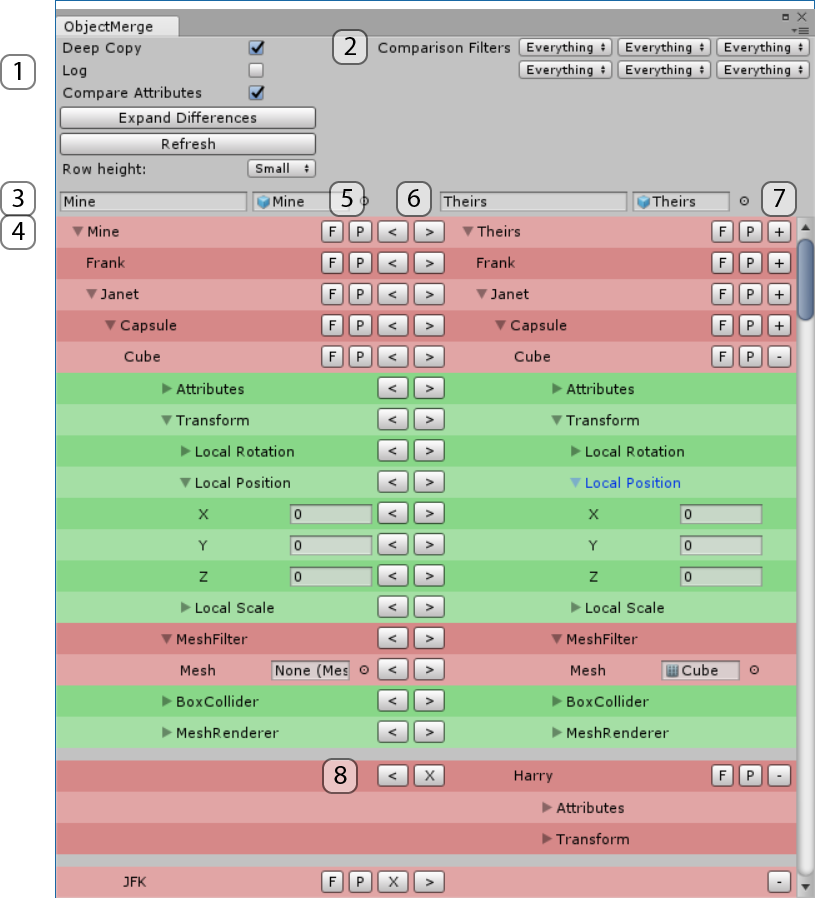 ObjectMerge
Deep Copy 2 Comparison Filters Everything Everything Everything
1 Log Everything Everything Everything
Compare Attributes
Expand Differences
Refresh
Row height: Small
3 Mine Mine 5 6 Theirs Theirs 7
4 Mine F P < > Theirs F P +
Frank F P < > Frank F P +
Janet F P < > Janet F P +
Capsule F P < > Capsule F P +
Cube F P < > Cube F P -
Attributes < > Attributes
Transform < > Transform
Local Rotation < > Local Rotation
Local Position < > Local Position
X 0 < > X 0
Y 0 < > Y 0
Z 0 < > Z 0
Local Scale < > Local Scale
MeshFilter < > MeshFilter
Mesh None (Mes < > Mesh Cube
BoxCollider < > BoxCollider
MeshRenderer < > MeshRenderer
8 < X Harry F P -
Attributes
Transform
JFK F P X > -